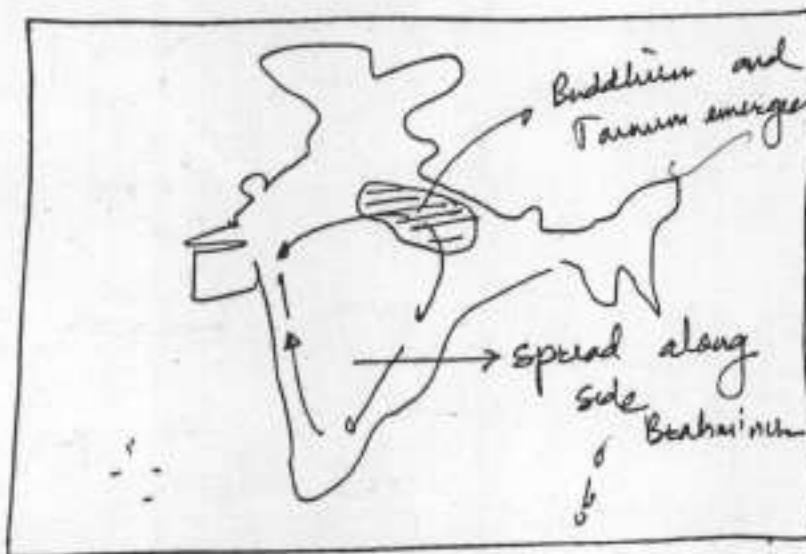 Buddhism and
Jainism emerged
spread along
side
Brahminism